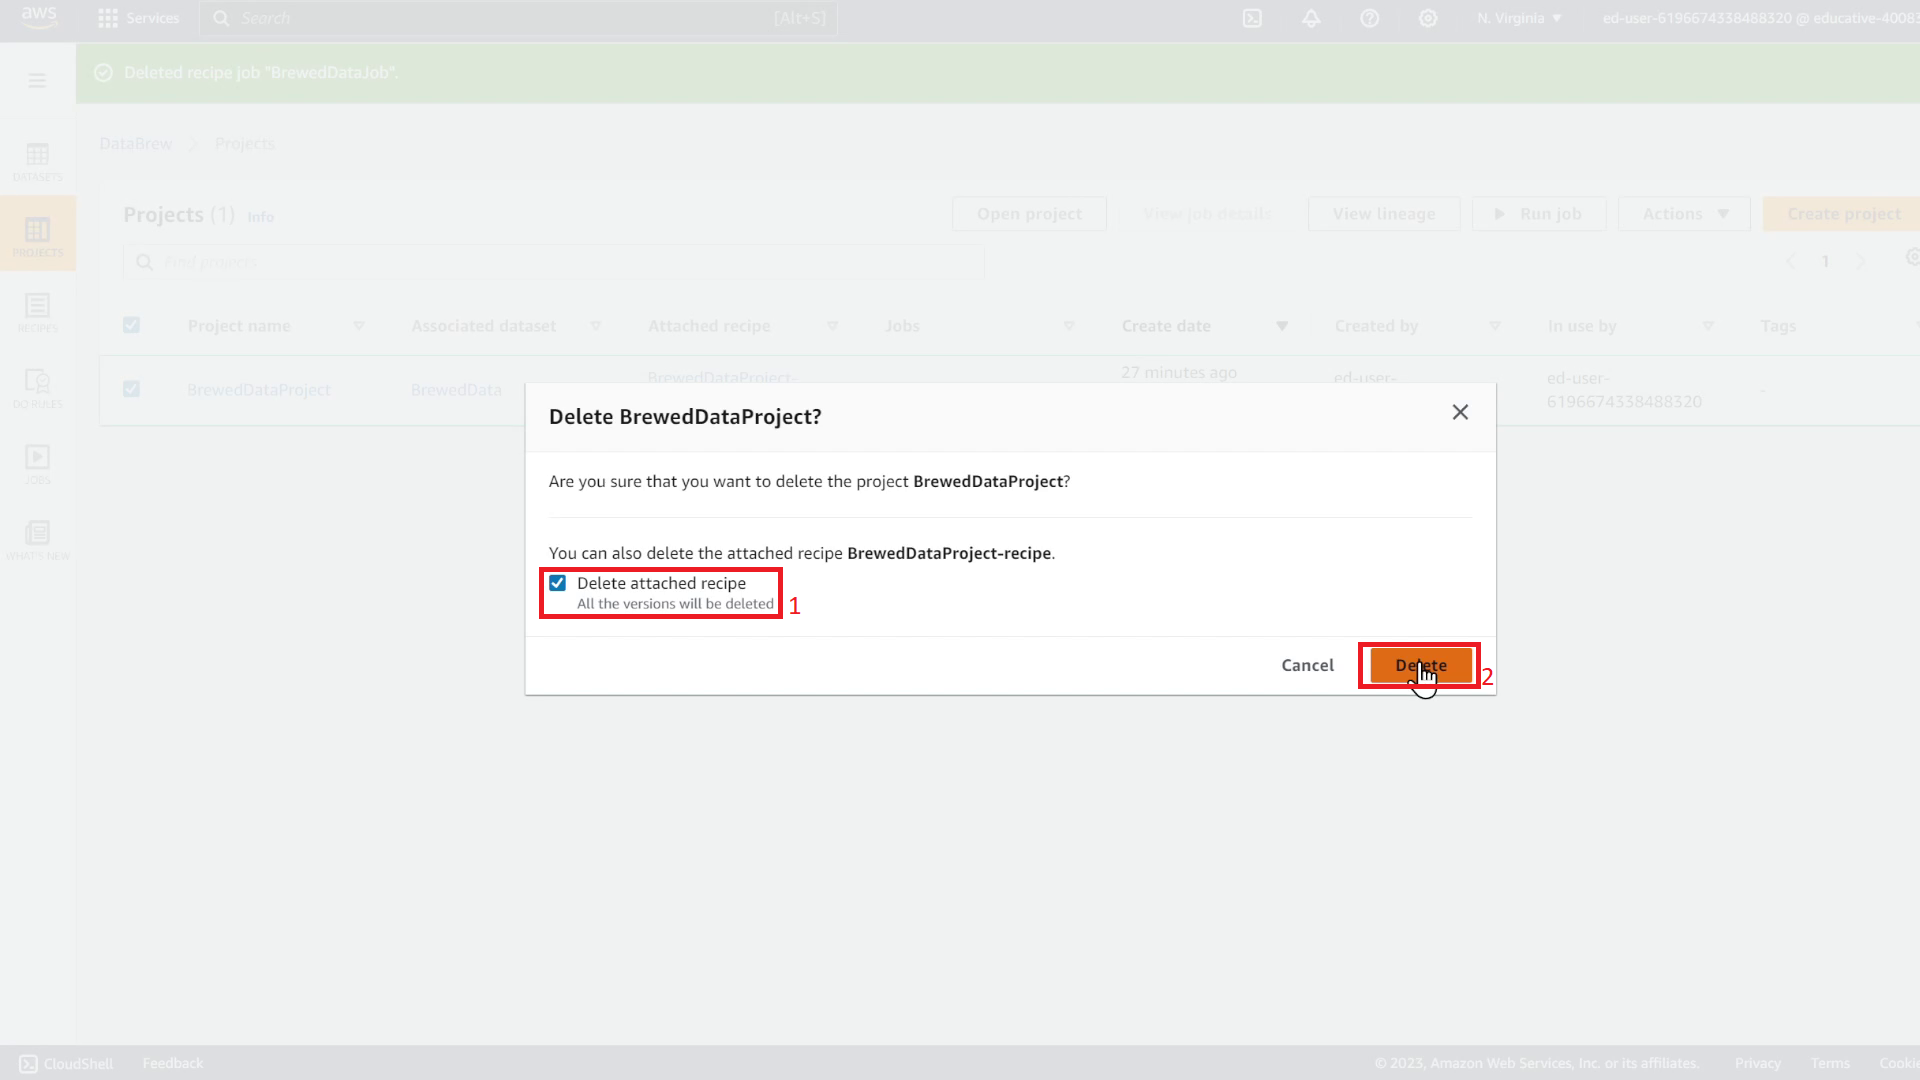 aws
Services
Search
[Alt+S]
N. Virginia
ed-user-6196674338488320 @ educative-40083
Deleted recipe job "BrewedDataJob".
DataBrew
Projects
DATASETS
PROJECTS
RECIPES
DQ RULES
JOBS
WHAT'S NEW
Projects (1) Info
Open project
View job details
View lineage
Run job
Actions
Create project
Find projects
1
Project name
Associated dataset
Attached recipe
Jobs
Create date
Created by
In use by
Tags
BrewedDataProject
BrewedData
BrewedDataProject-
27 minutes ago
ed-user-
ed-user-
6196674338488320
-
Delete BrewedDataProject?
Are you sure that you want to delete the project BrewedDataProject?
You can also delete the attached recipe BrewedDataProject-recipe.
Delete attached recipe
All the versions will be deleted
1
Cancel
Delete
2
CloudShell
Feedback
© 2023, Amazon Web Services, Inc. or its affiliates.
Privacy
Terms
Cookie